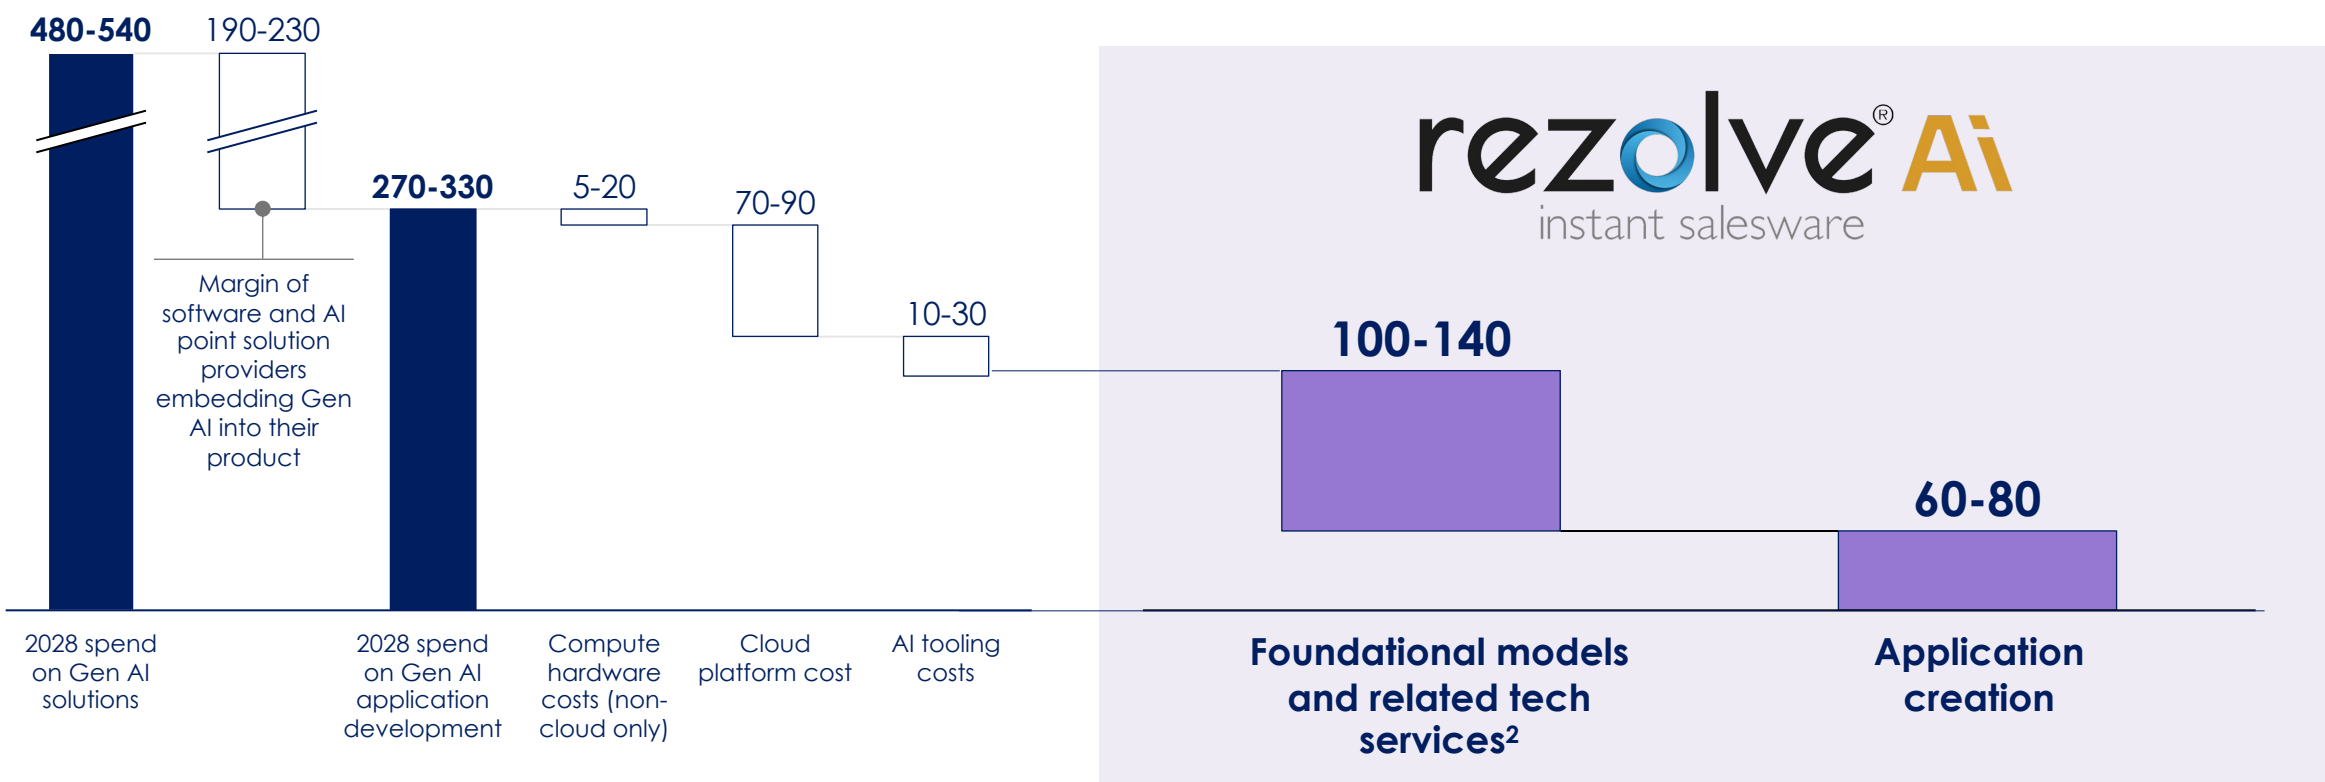 480-540
190-230
270-330
5-20
70-90
10-30
Margin of
software and AI
point solution
providers
embedding Gen
AI into their
product
rezolve® Ai
instant salesware
100-140
60-80
2028 spend
on Gen AI
solutions
2028 spend
on Gen AI
application
development
Compute
hardware
costs (non-
cloud only)
Cloud
platform cost
AI tooling
costs
Foundational models
and related tech
services²
Application
creation